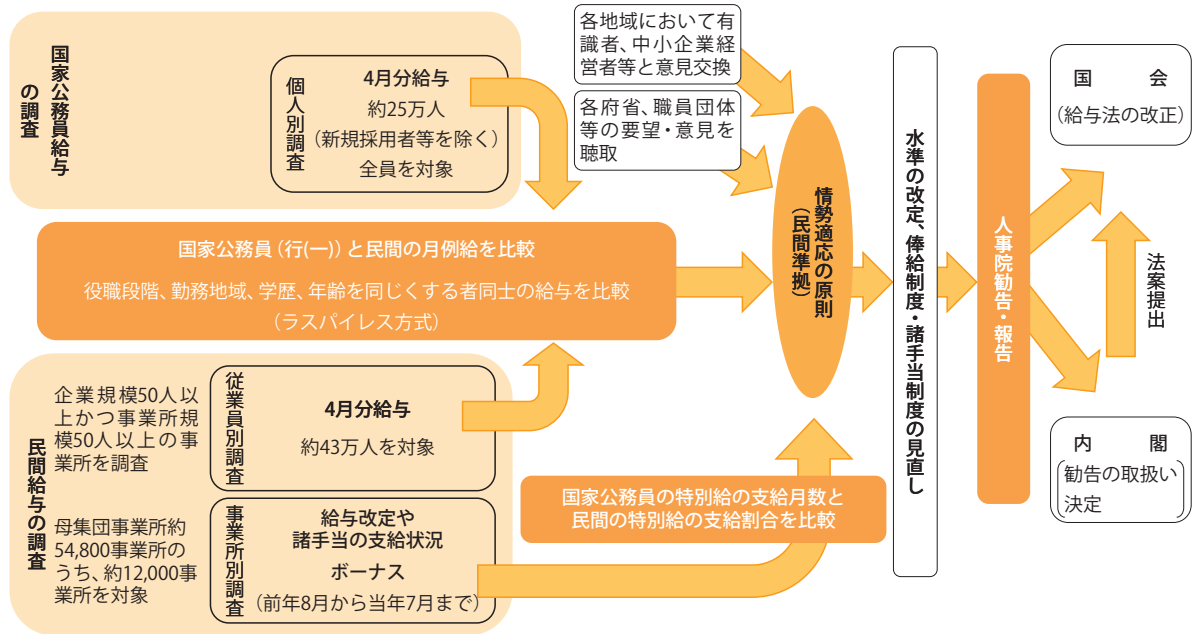 国家公務員給与
の調査
個人別調査
4月分給与
約25万人
（新規採用者等を除く）
全員を対象
各地域において有
識者、中小企業経
営者等と意見交換
各府省、職員団体
等の要望・意見を
聴取
国家公務員（行(一)）と民間の月例給を比較
役職段階、勤務地域、学歴、年齢を同じくする者同士の給与を比較
（ラスパイレス方式）
民間給与の調査
企業規模50人以
上かつ事業所規
模50人以上の事
業所を調査
母集団事業所約
54,800事業所の
うち、約12,000事
業所を対象
従業員別調査
4月分給与
約43万人を対象
事業所別調査
給与改定や
諸手当の支給状況
ボーナス
（前年8月から当年7月まで）
国家公務員の特別給の支給月数と
民間の特別給の支給割合を比較
情勢適応の原則
（民間準拠）
水準の改定、俸給制度・諸手当制度の見直し
人事院勧告・報告
国　会
（給与法の改正）
法案提出
内　閣
勧告の取扱い
決定